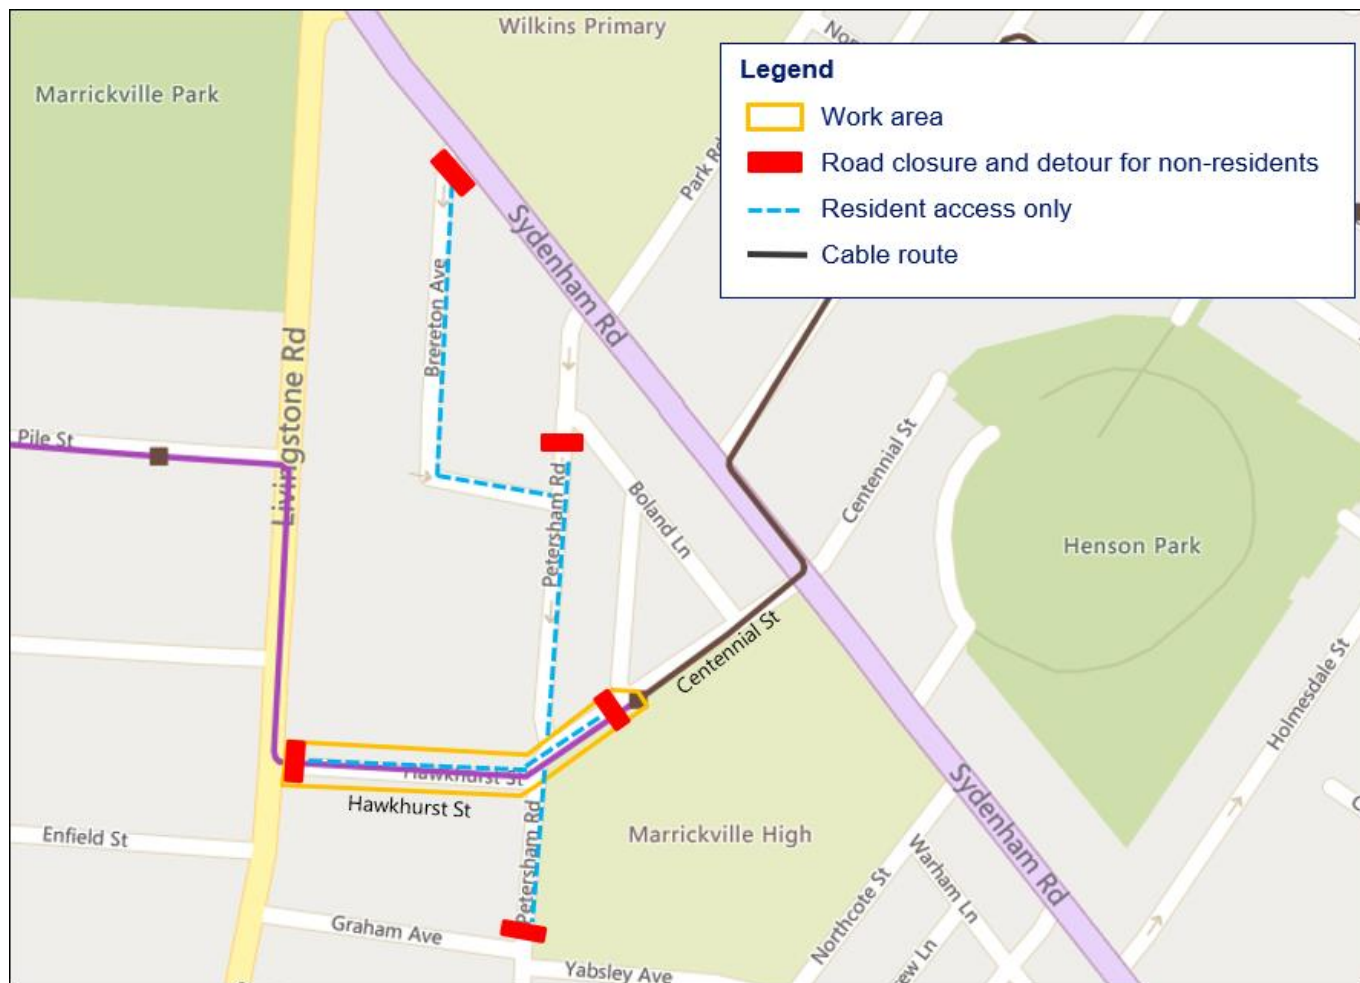 Wilkins Primary
Marrickville Park
Legend
Work area
Road closure and detour for non-residents
Resident access only
Cable route
Park Rd
Sydenham Rd
Brereton Ave
Livingstone Rd
Pile St
Petersham Rd
Boland Ln
Centennial St
Henson Park
Centennial St
Holmesdale St
Hawkhurst St
Hawkhurst St
Petersham Rd
Marrickville High
Sydenham Rd
Enfield St
Warham Ln
Northcote St
Graham Ave
Yabsley Ave